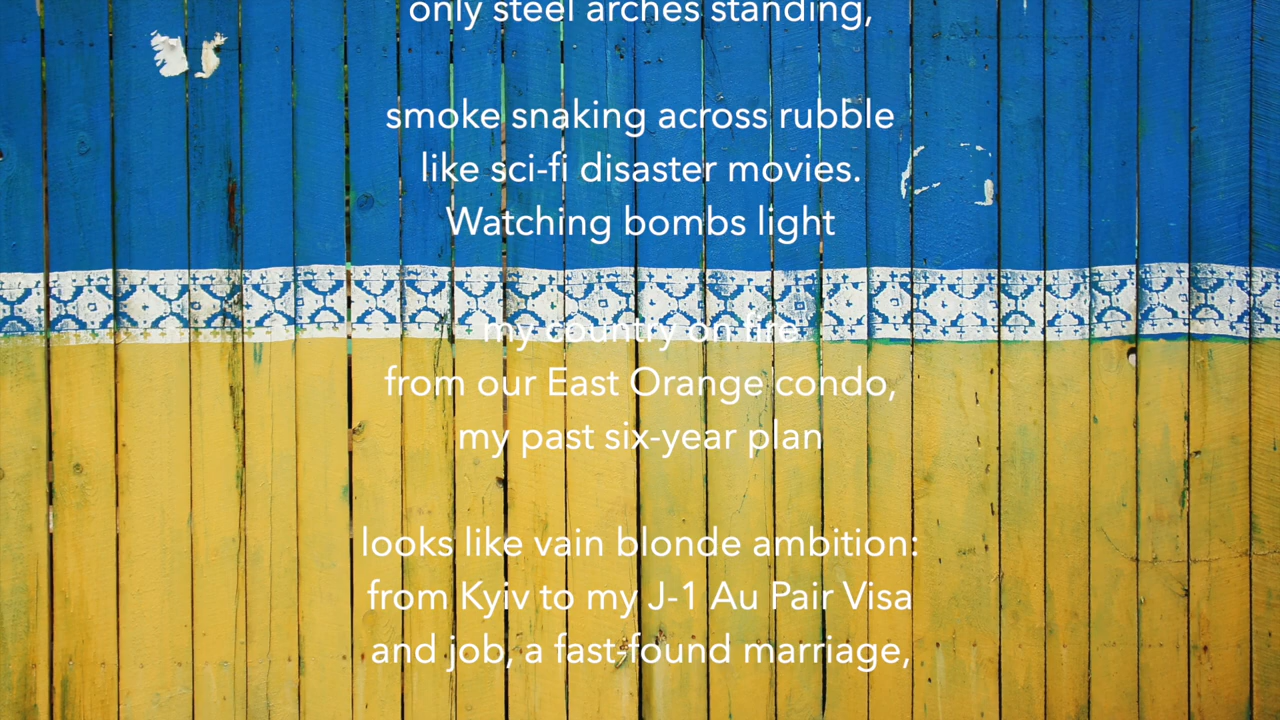 only steel arches standing,
smoke snaking across rubble
like sci-fi disaster movies.
Watching bombs light
my country on fire
from our East Orange condo,
my past six-year plan
looks like vain blonde ambition:
from Kyiv to my J-1 Au Pair Visa
and job, a fast-found marriage,